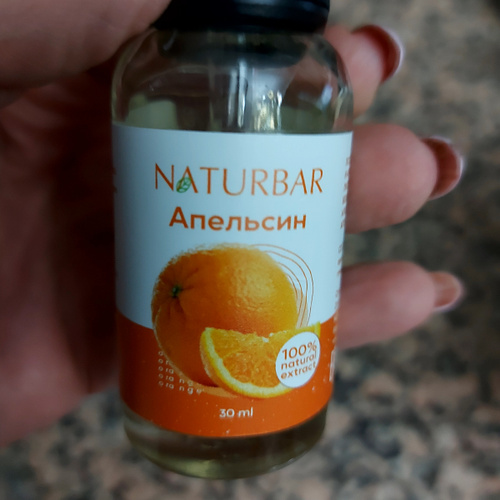 NATURBAR
Апельсин
100%
natural
extract
30 ml